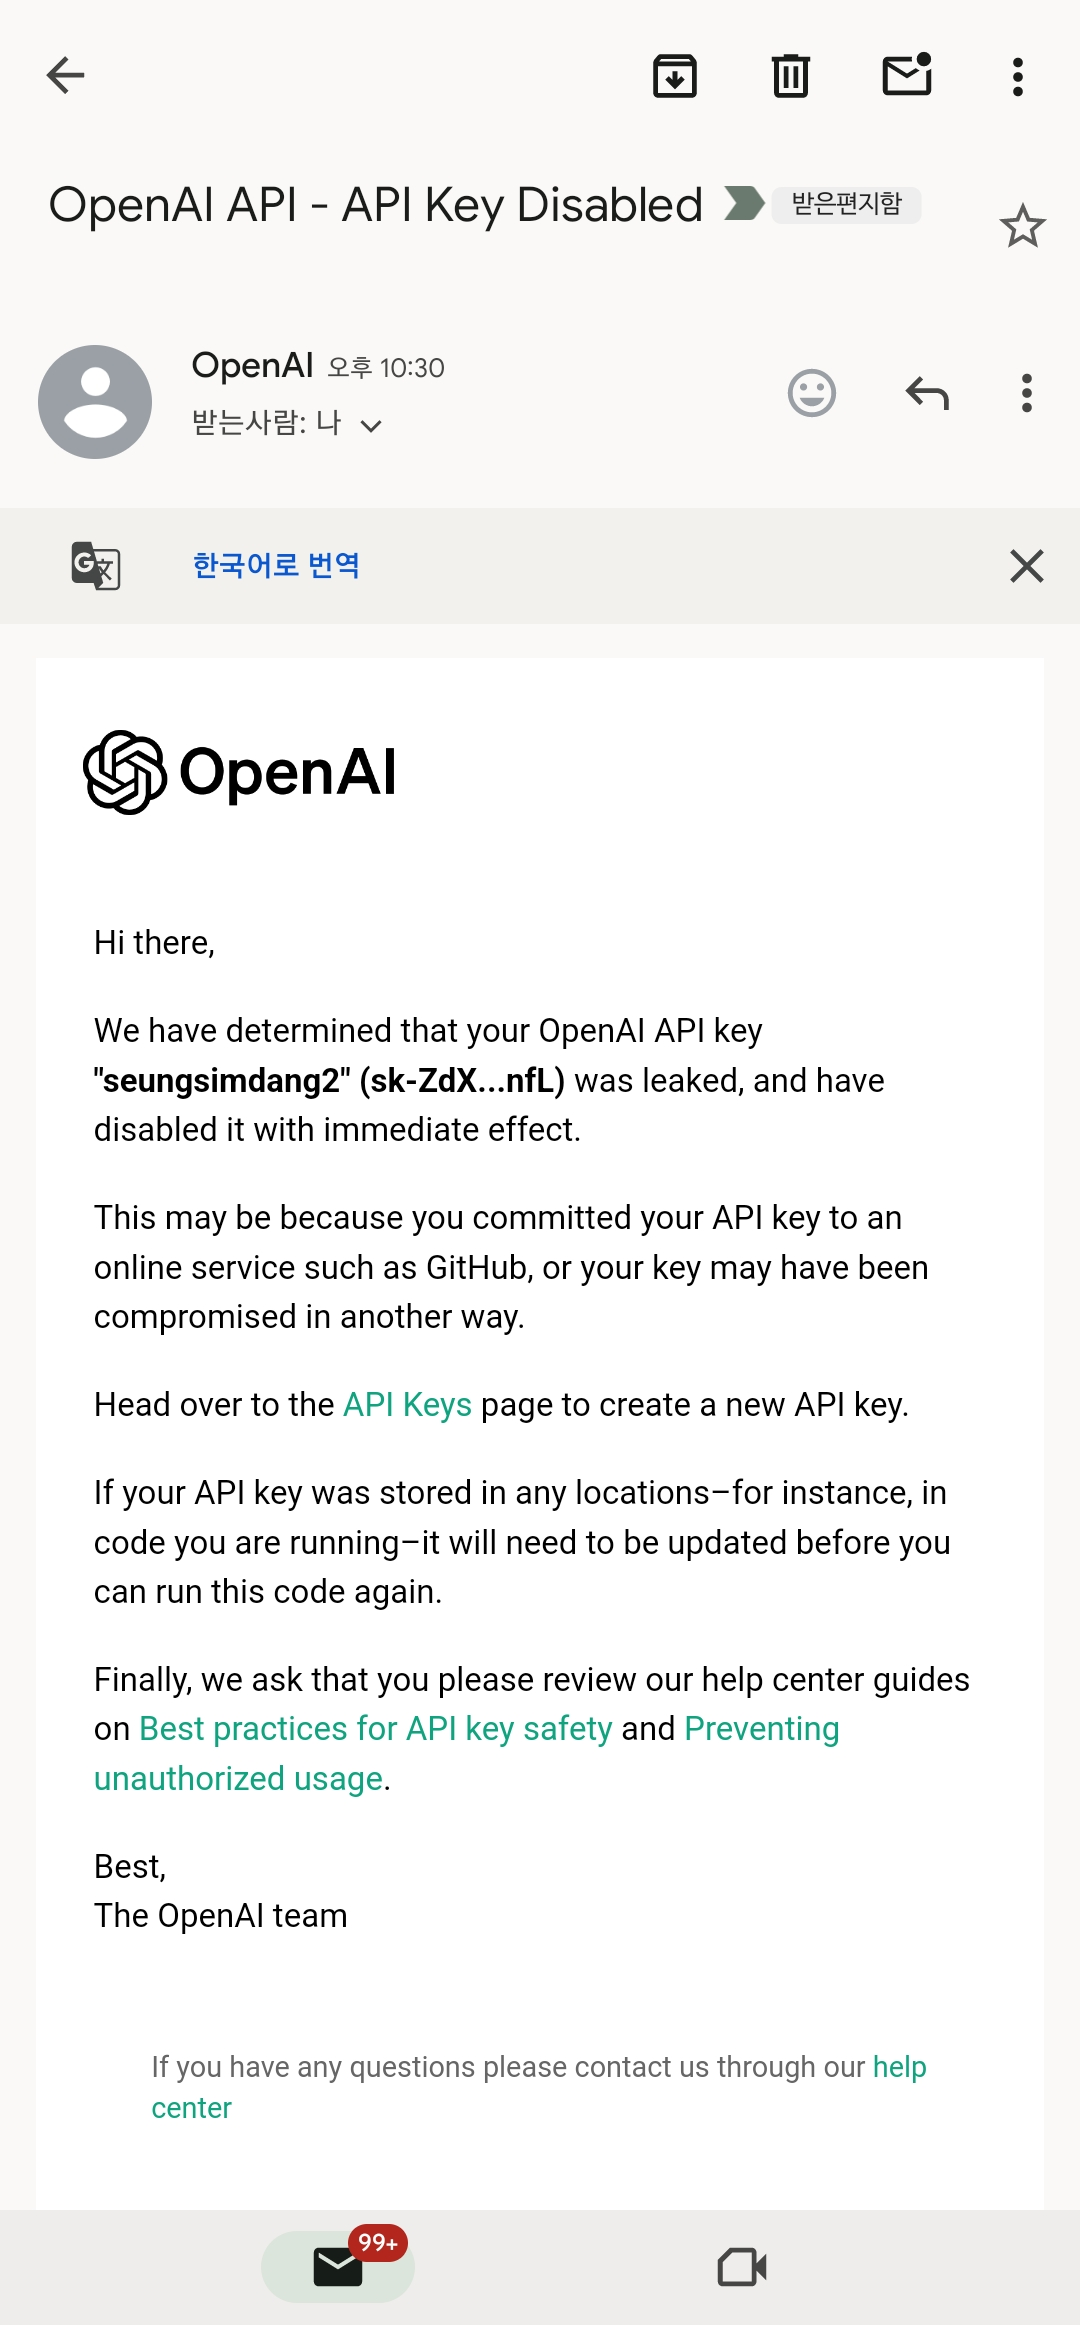 OpenAI API - API Key Disabled 받은편지함
OpenAI 오후 10:30
받는사람: 나
한국어로 번역
OpenAI
Hi there,
We have determined that your OpenAI API key
"seungsimdang2" (sk-ZdX...nfL) was leaked, and have
disabled it with immediate effect.
This may be because you committed your API key to an
online service such as GitHub, or your key may have been
compromised in another way.
Head over to the API Keys page to create a new API key.
If your API key was stored in any locations–for instance, in
code you are running–it will need to be updated before you
can run this code again.
Finally, we ask that you please review our help center guides
on Best practices for API key safety and Preventing
unauthorized usage.
Best,
The OpenAI team
If you have any questions please contact us through our help
center
99+